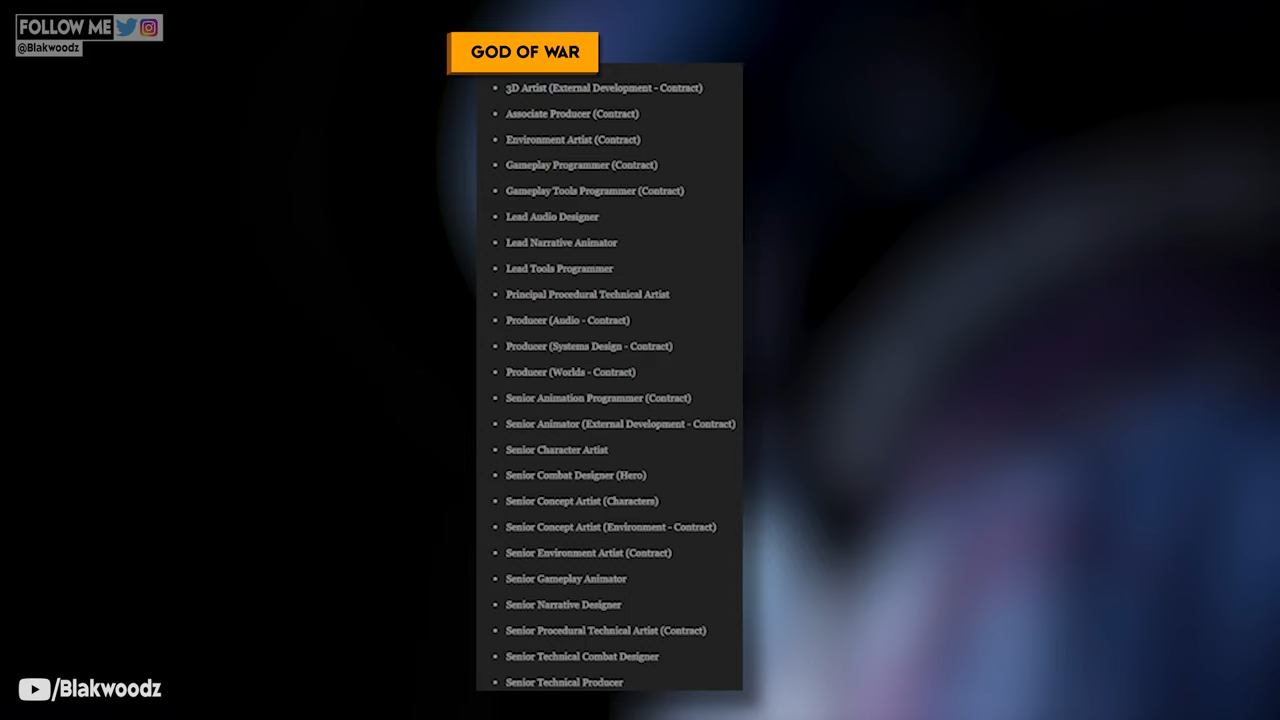 FOLLOW ME
@Blakwoodz
GOD OF WAR
3D Artist (External Development - Contract)
Associate Producer (Contract)
Environment Artist (Contract)
Gameplay Programmer (Contract)
Gameplay Tools Programmer (Contract)
Lead Audio Designer
Lead Narrative Animator
Lead Tools Programmer
Principal Procedural Technical Artist
Producer (Audio - Contract)
Producer (Systems Design - Contract)
Producer (Worlds - Contract)
Senior Animation Programmer (Contract)
Senior Animator (External Development - Contract)
Senior Character Artist
Senior Combat Designer (Hero)
Senior Concept Artist (Characters)
Senior Concept Artist (Environment - Contract)
Senior Environment Artist (Contract)
Senior Gameplay Animator
Senior Narrative Designer
Senior Procedural Technical Artist (Contract)
Senior Technical Combat Designer
Senior Technical Producer
/Blakwoodz